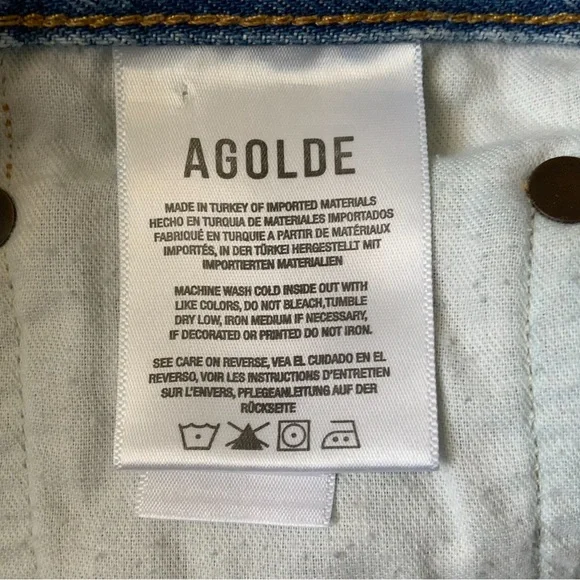 AGOLDE
MADE IN TURKEY OF IMPORTED MATERIALS
HECHO EN TURQUIA DE MATERIALES IMPORTADOS
FABRIQUÉ EN TURQUIE A PARTIR DE MATÉRIAUX
IMPORTÉS, IN DER TÜRKEI HERGESTELLT MIT
IMPORTIERTEN MATERIALIEN
MACHINE WASH COLD INSIDE OUT WITH
LIKE COLORS, DO NOT BLEACH,TUMBLE
DRY LOW, IRON MEDIUM IF NECESSARY,
IF DECORATED OR PRINTED DO NOT IRON.
SEE CARE ON REVERSE, VEA EL CUIDADO EN EL
REVERSO, VOIR LES INSTRUCTIONS D'ENTRETIEN
SUR L'ENVERS, PFLEGEANLEITUNG AUF DER
RÜCKSEITE